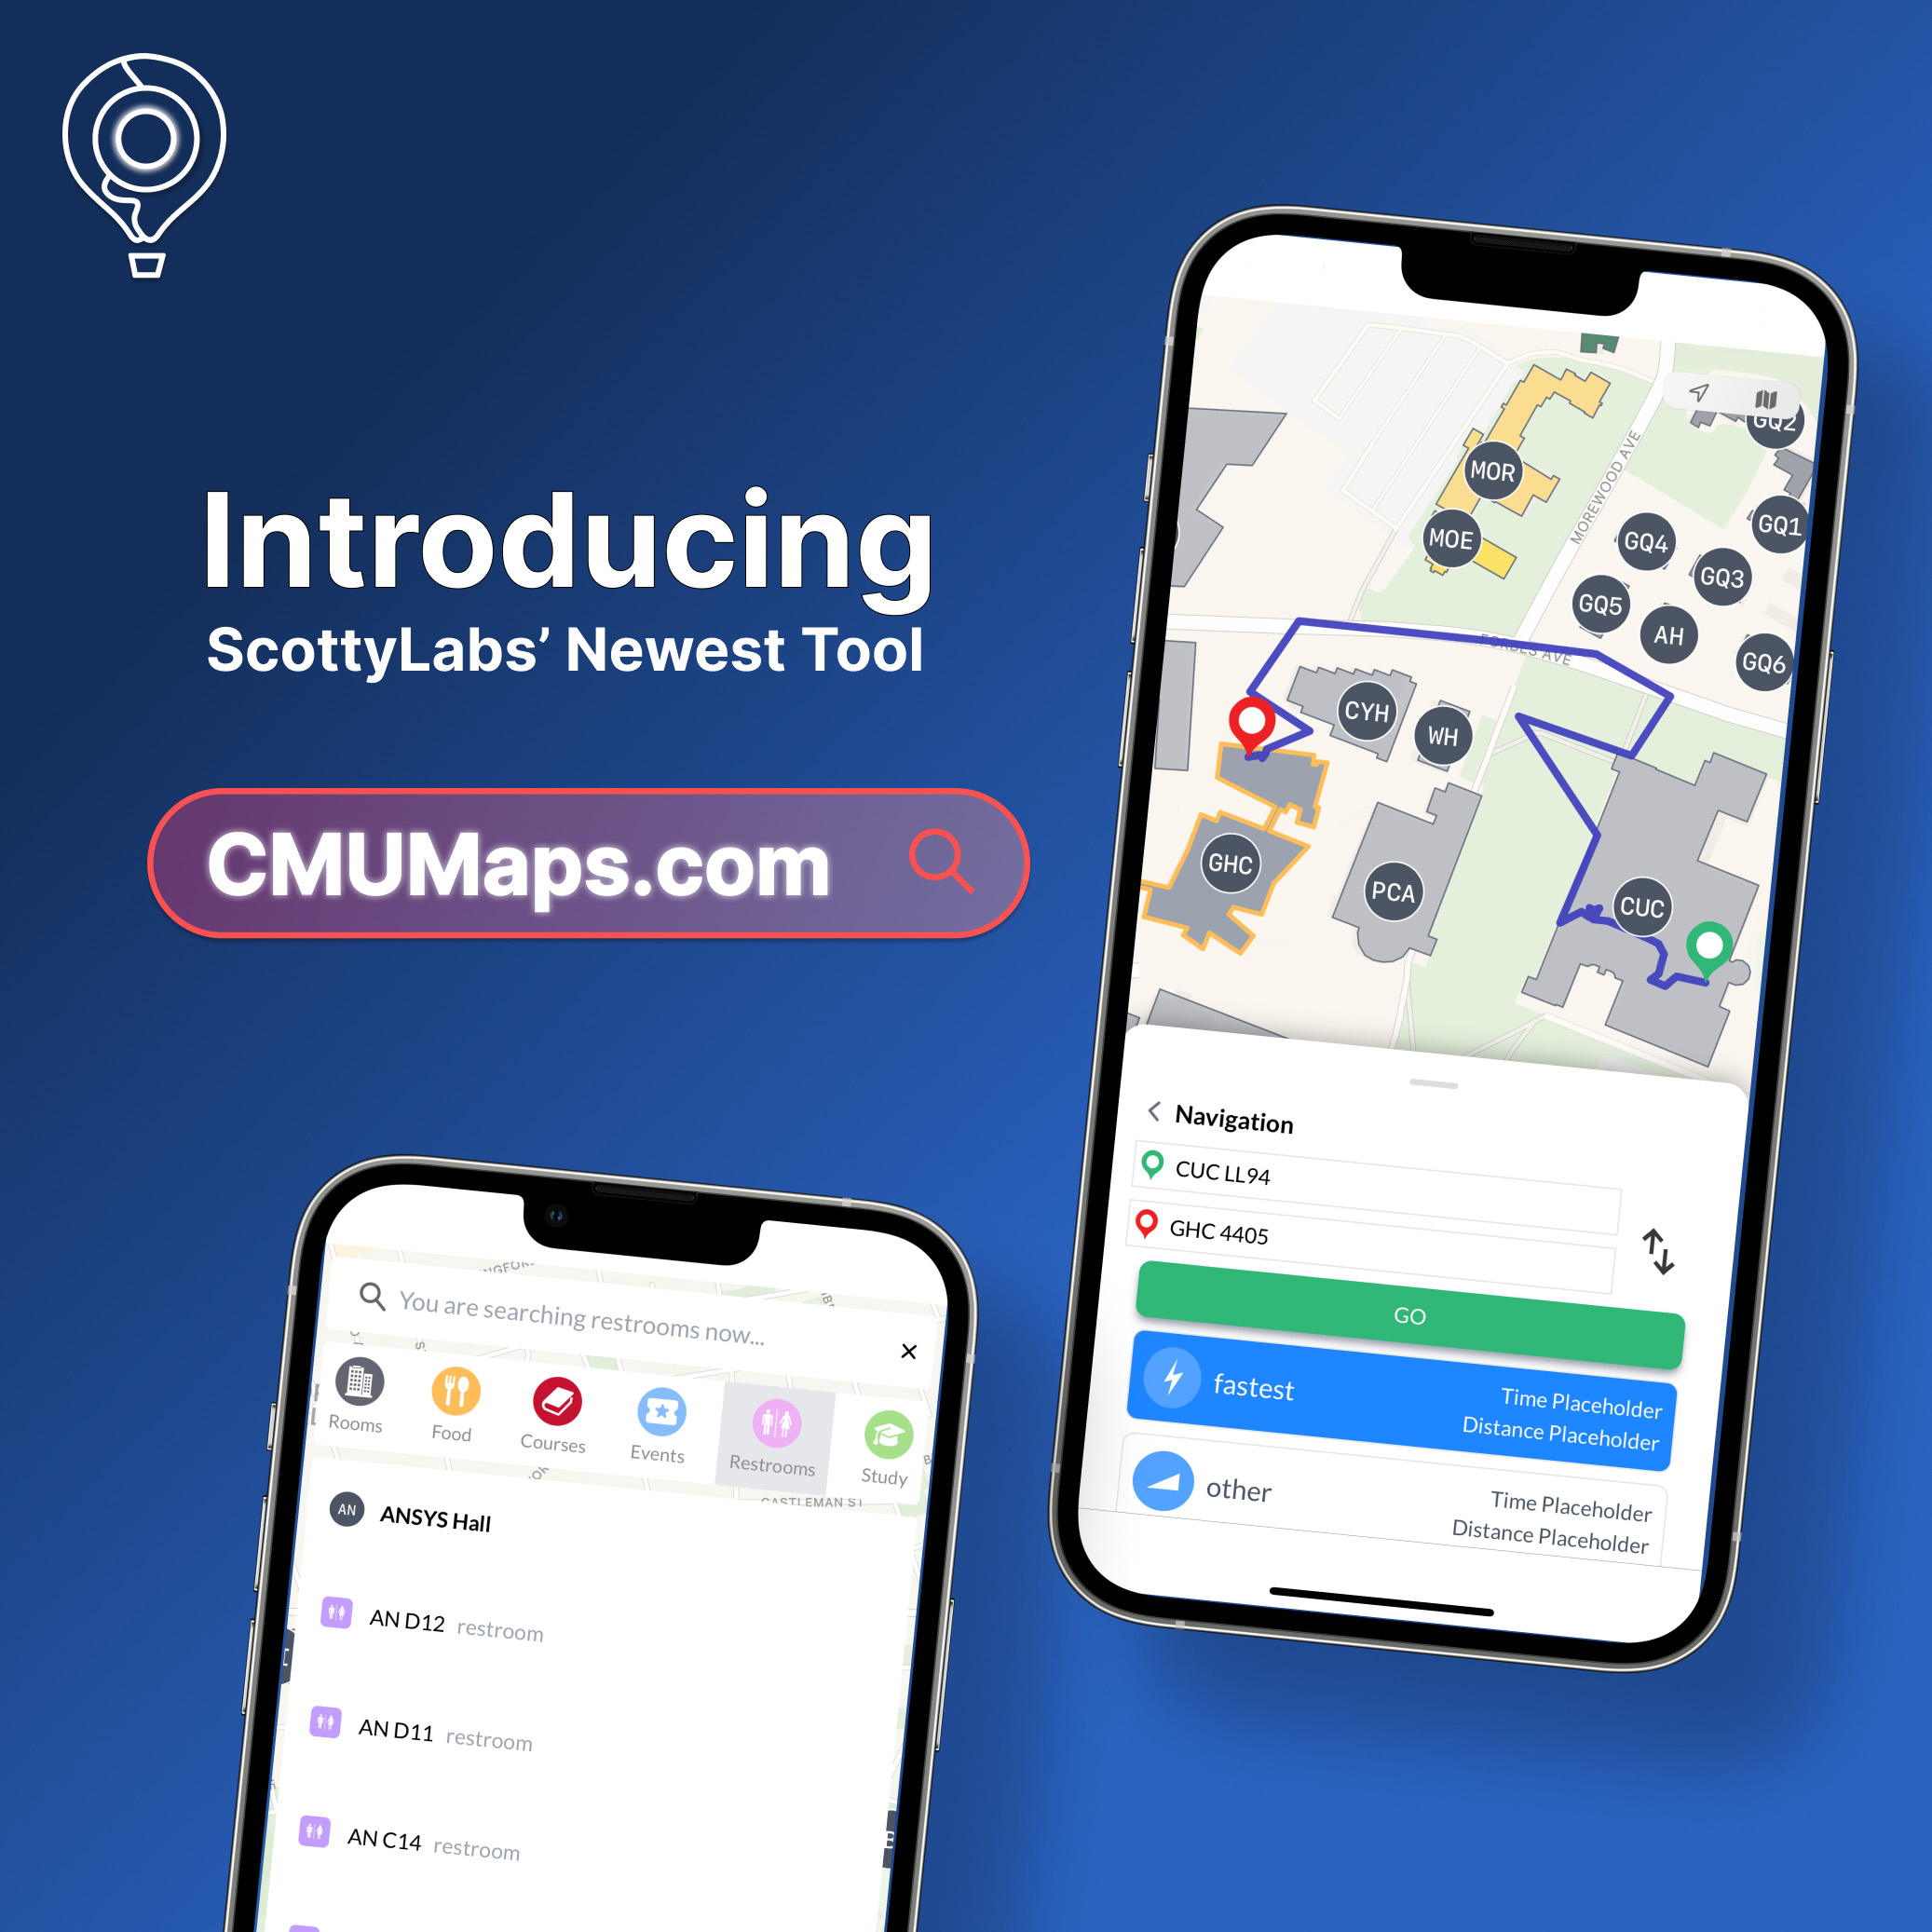 Introducing
ScottyLabs’ Newest Tool
CMUMaps.com
GQ2
MOR
MOREWOOD AVE
GQ1
MOE
GQ4
GQ3
GQ5
AH
GQ6
FORBES AVE
CYH
WH
GHC
PCA
CUC
Navigation
CUC LL94
GHC 4405
GO
fastest
Time Placeholder
Distance Placeholder
other
Time Placeholder
Distance Placeholder
You are searching restrooms now...
Rooms
Food
Courses
Events
Restrooms
Study
CASTLEMAN ST
AN
ANSYS Hall
AN D12 restroom
AN D11 restroom
AN C14 restroom